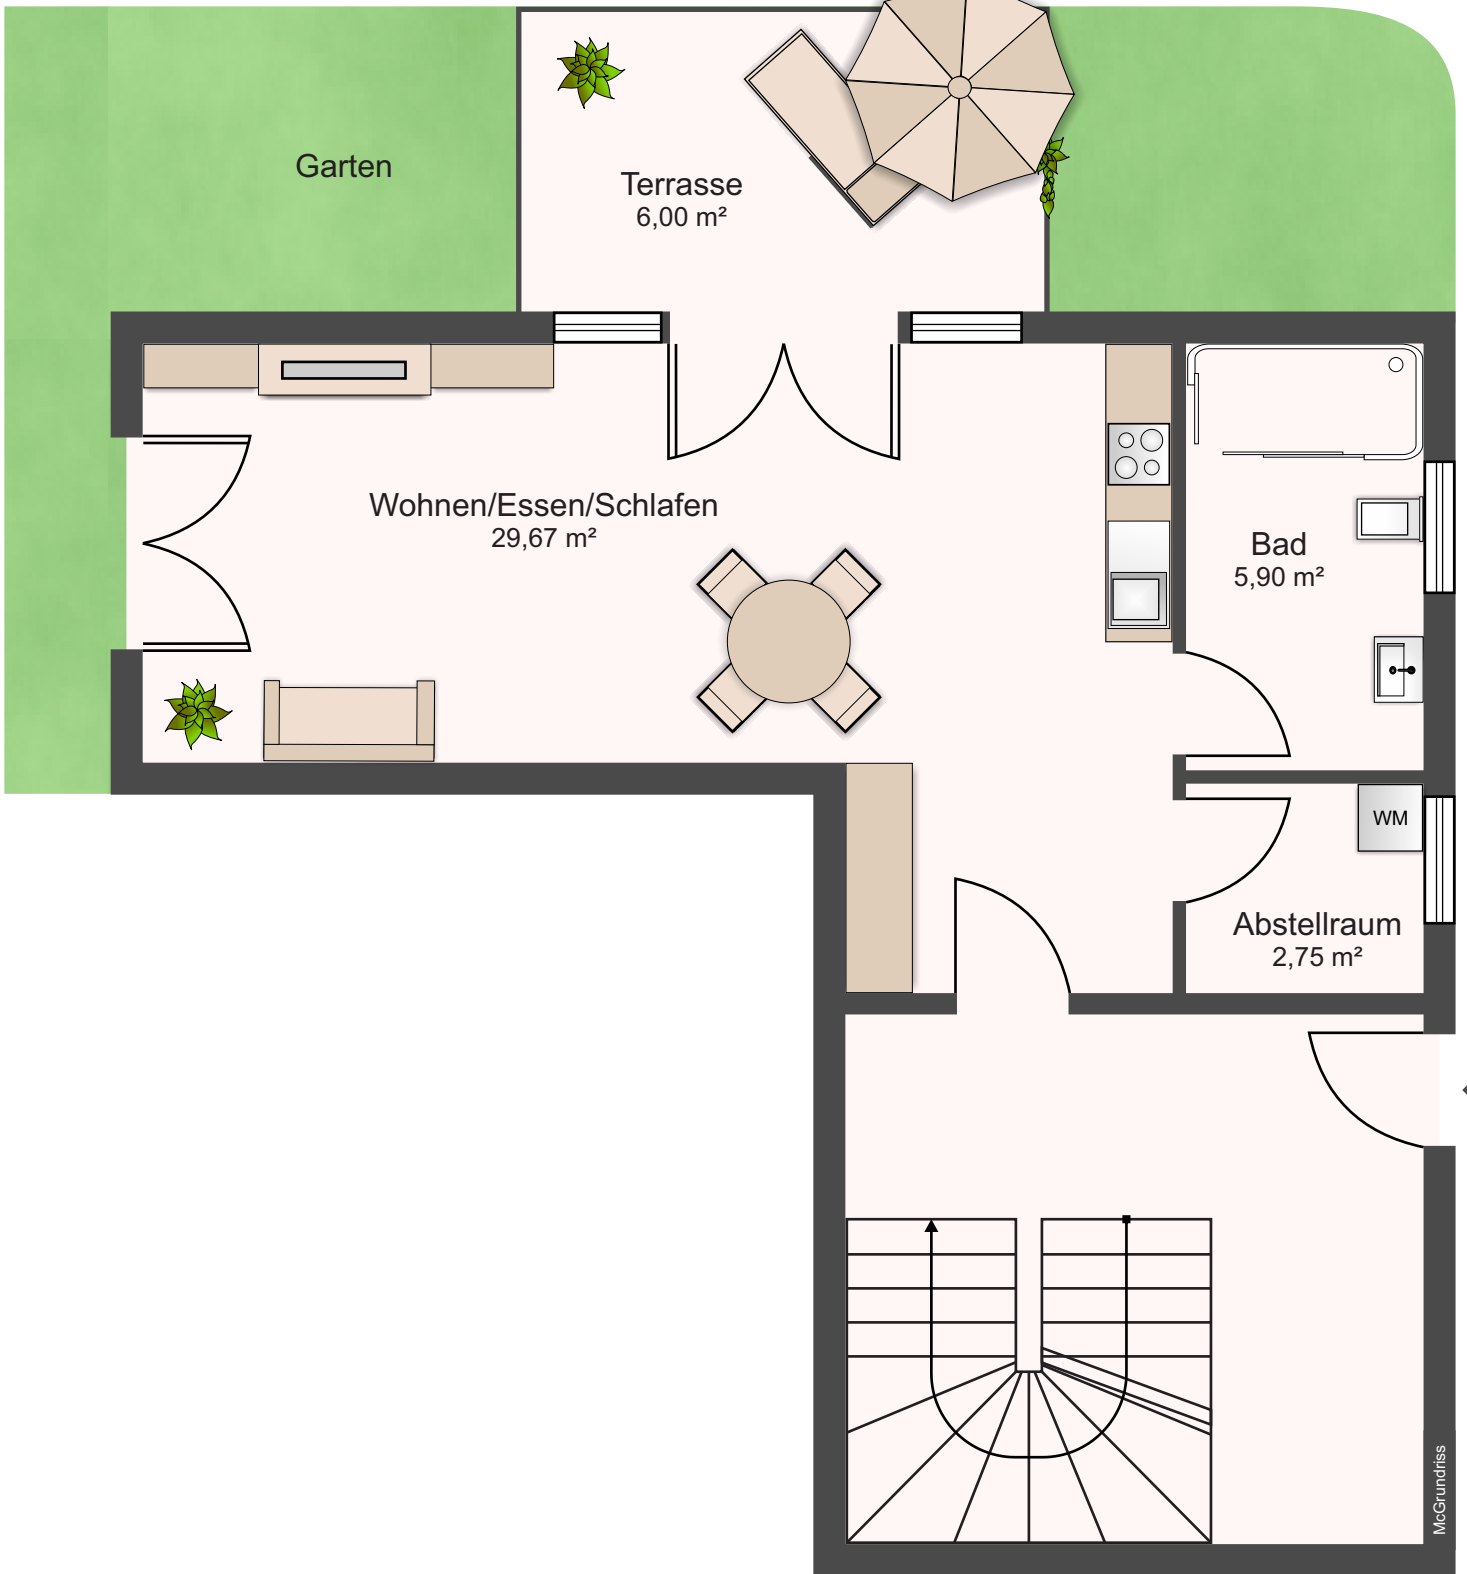 Garten
Terrasse
6,00 m²
Wohnen/Essen/Schlafen
29,67 m²
Bad
5,90 m²
WM
Abstellraum
2,75 m²
McGrundriss